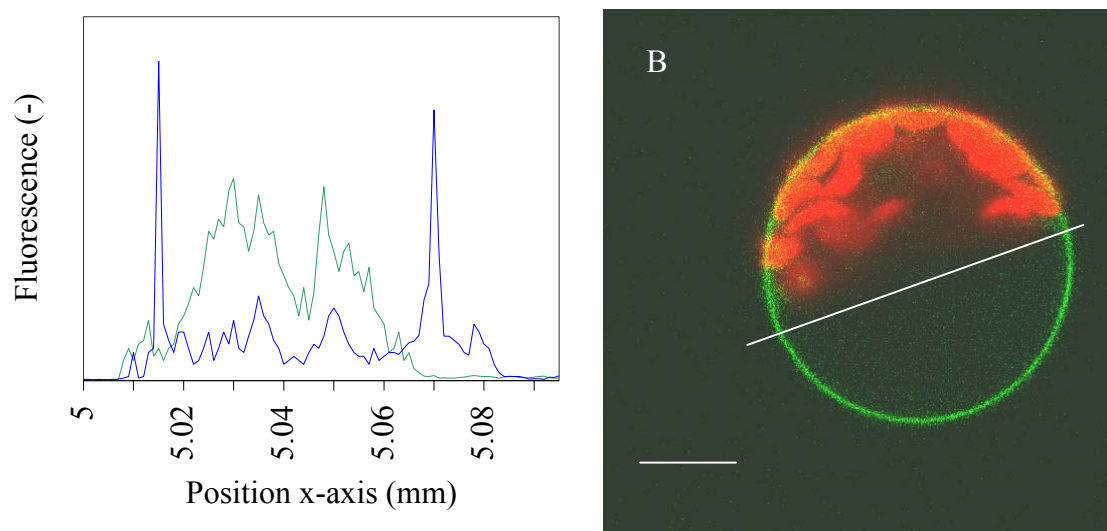 Fluorescence (-)
5
5.02
5.04
5.06
5.08
Position x-axis (mm)
B